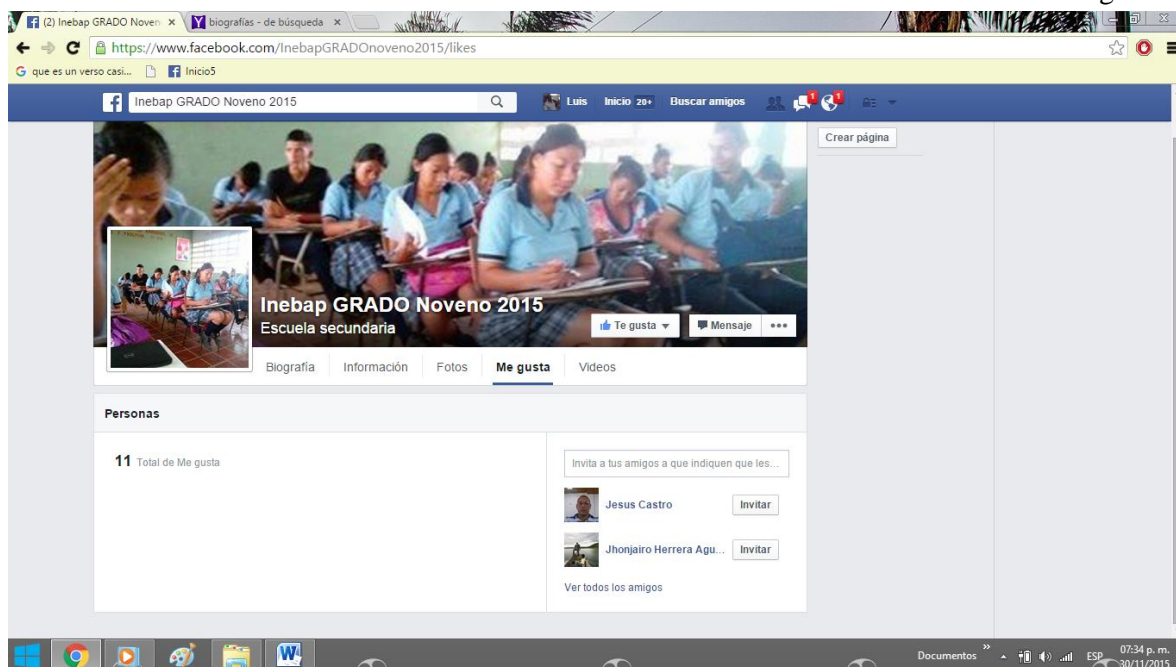 (2) Inebap GRADO Noven × biografías - de búsqueda ×
https://www.facebook.com/InebapGRADOnoveno2015/likes
que es un verso casi... Inicio5
Inebap GRADO Noveno 2015 Luis Inicio 20+ Buscar amigos 1 1
Crear página
Inebap GRADO Noveno 2015
Escuela secundaria
Te gusta Mensaje
Biografía Información Fotos Me gusta Videos
Personas
11 Total de Me gusta
Invita a tus amigos a que indiquen que les...
Jesus Castro Invitar
Jhonjairo Herrera Agu... Invitar
Ver todos los amigos
Documentos » ESP 07:34 p. m.
30/11/2015